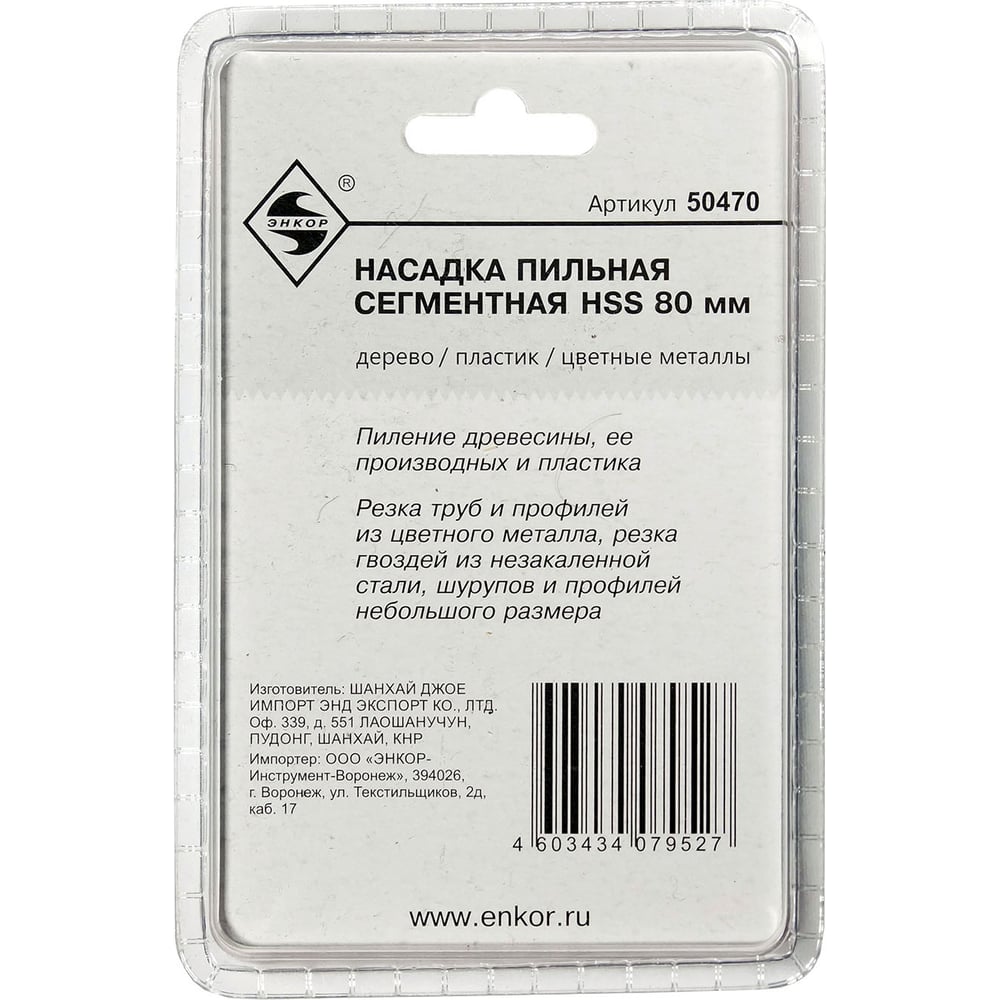 ЭНКОР ®
Артикул 50470
НАСАДКА ПИЛЬНАЯ
СЕГМЕНТНАЯ HSS 80 мм
дерево / пластик / цветные металлы
Пиление древесины, ее
производных и пластика
Резка труб и профилей
из цветного металла, резка
гвоздей из незакаленной
стали, шурупов и профилей
небольшого размера
Изготовитель: ШАНХАЙ ДЖОЕ
ИМПОРТ ЭНД ЭКСПОРТ КО., ЛТД.
Оф. 339, д. 551 ЛАОШАНУЧУН,
ПУДОНГ, ШАНХАЙ, КНР
Импортер: ООО «ЭНКОР-
Инструмент-Воронеж», 394026,
г. Воронеж, ул. Текстильщиков, 2д,
каб. 17
4 603434 079527
www.enkor.ru